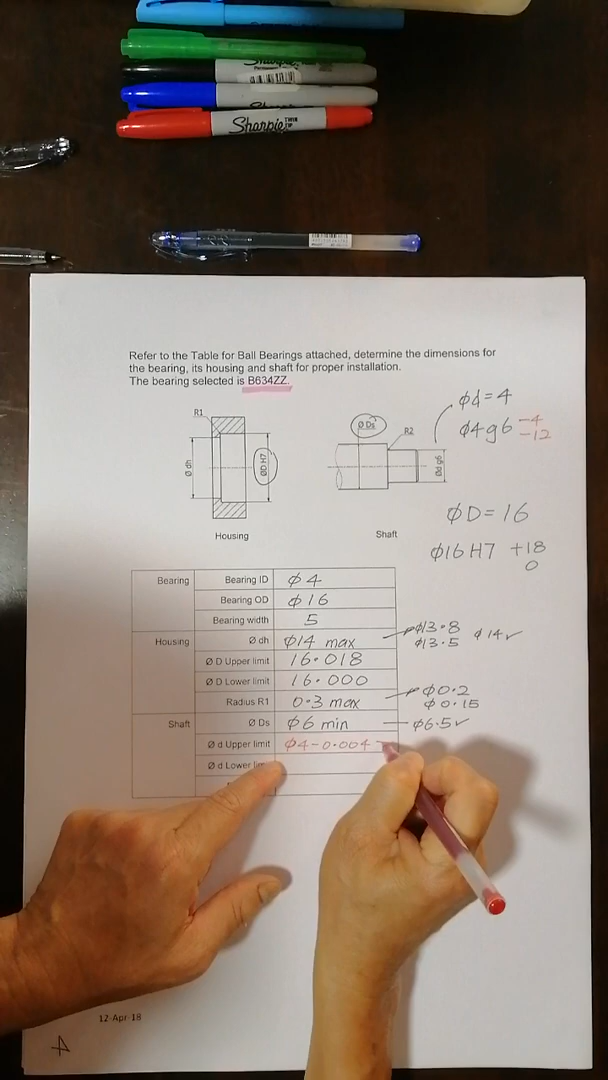 Sharpie
Sharpie TWIN TIP
Refer to the Table for Ball Bearings attached, determine the dimensions for
the bearing, its housing and shaft for proper installation.
The bearing selected is B634ZZ.
R1
Ø dh
ØD H7
Housing
Ø Ds
R2
Ød g6
Shaft
ϕd=4
ϕ4g6 -4
-12
ϕD=16
ϕ16H7 +18
0
Bearing Bearing ID ϕ4
Bearing OD ϕ16
Bearing width 5
Housing Ø dh ϕ14 max
ϕ13.8
ϕ13.5 ϕ14✓
Ø D Upper limit 16.018
Ø D Lower limit 16.000
Radius R1 0.3 max
ϕ0.2
ϕ0.15
Shaft Ø Ds ϕ6 min ϕ6.5✓
Ø d Upper limit ϕ4-0.004
Ø d Lower
12-Apr-18
4